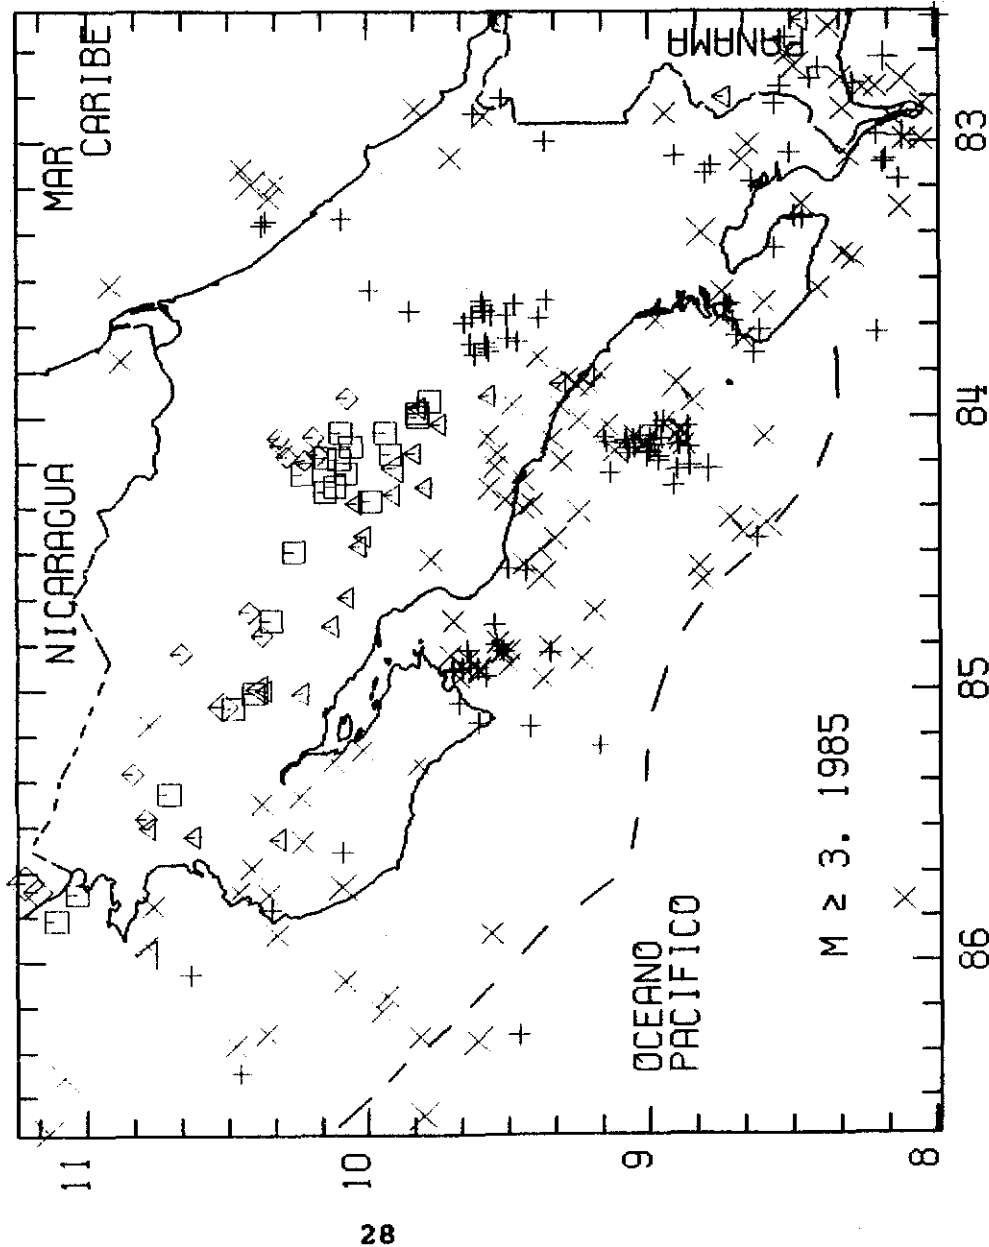 MAR
CARIBE
NICARAGUA
PANAMA
OCEANO
PACIFICO
M ≥ 3. 1985
11
10
9
8
86
85
84
83
28